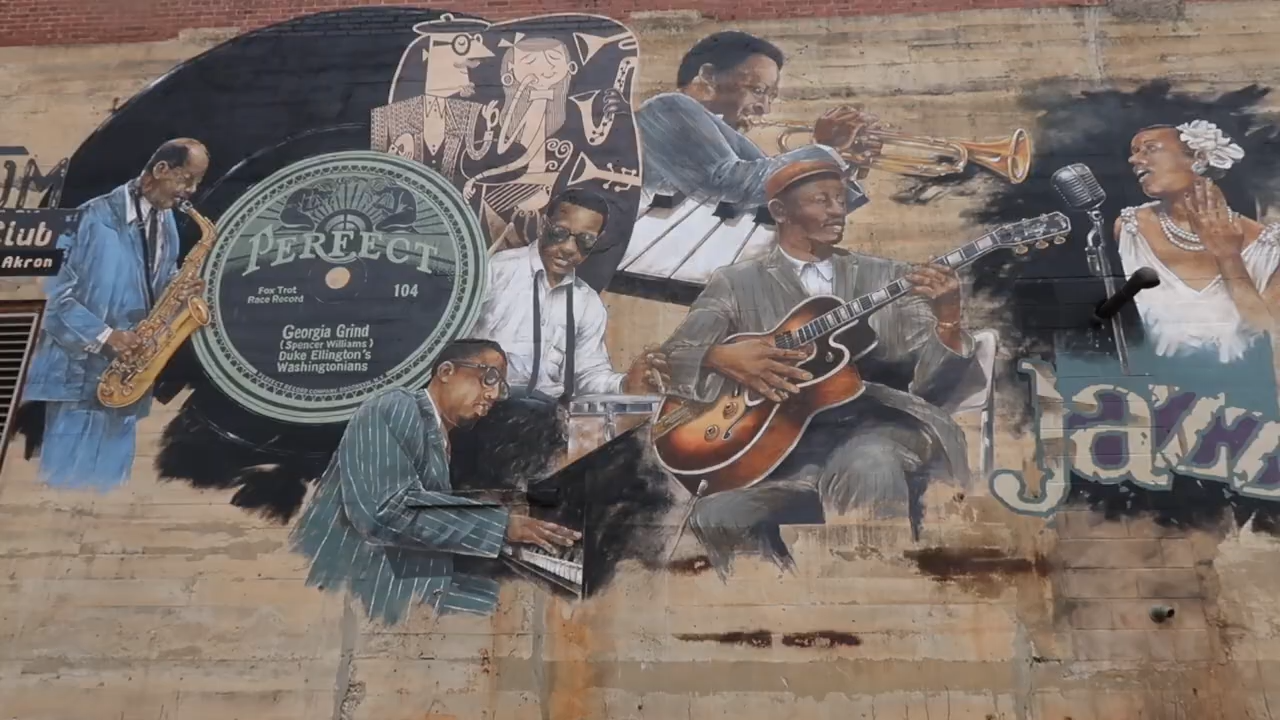 Club
Akron
PERFECT
Fox Trot
Race Record
104
Georgia Grind
(Spencer Williams)
Duke Ellington's
Washingtonians
jazz